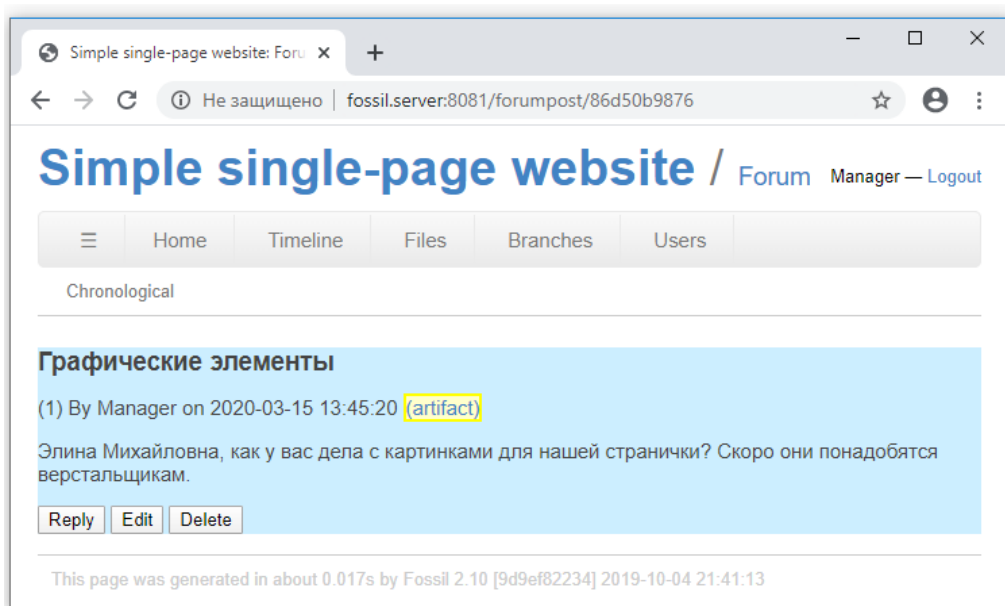 Simple single-page website: Foru
Не защищено | fossil.server:8081/forumpost/86d50b9876
Simple single-page website / Forum Manager — Logout
☰ Home Timeline Files Branches Users
Chronological
Графические элементы
(1) By Manager on 2020-03-15 13:45:20 (artifact)
Элина Михайловна, как у вас дела с картинками для нашей странички? Скоро они понадобятся
верстальщикам.
Reply Edit Delete
This page was generated in about 0.017s by Fossil 2.10 [9d9ef82234] 2019-10-04 21:41:13